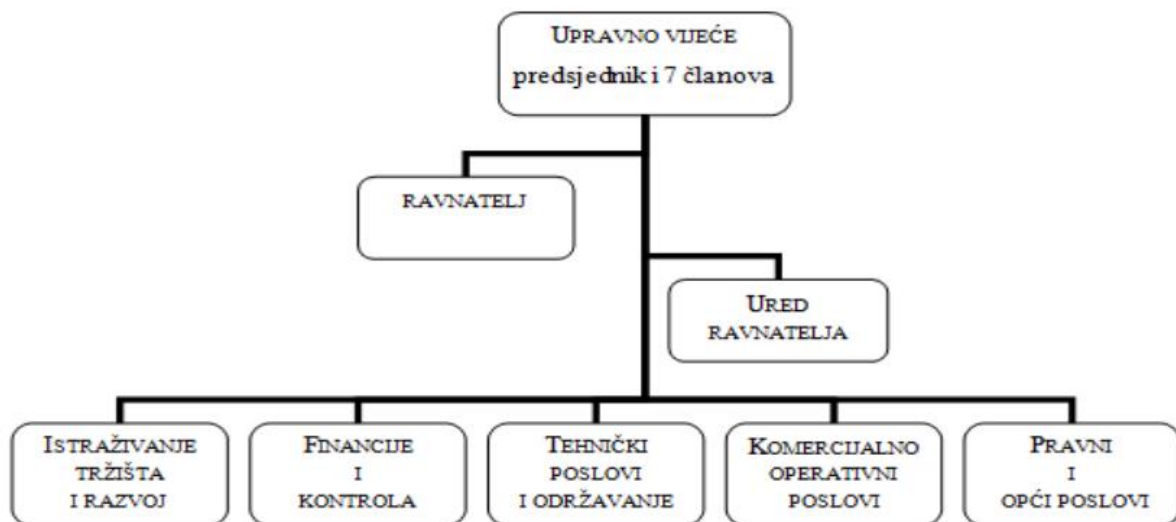 UPRAVNO VIJEĆE
predsjednik i 7 članova
RAVNATELJ
URED
RAVNATELJA
ISTRAŽIVANJE
TRŽIŠTA
I RAZVOJ
FINANCIJE
I
KONTROLA
TEHNIČKI
POSLOVI
I ODRŽAVANJE
KOMERCIJALNO
OPERATIVNI
POSLOVI
PRAVNI
I
OPĆI POSLOVI